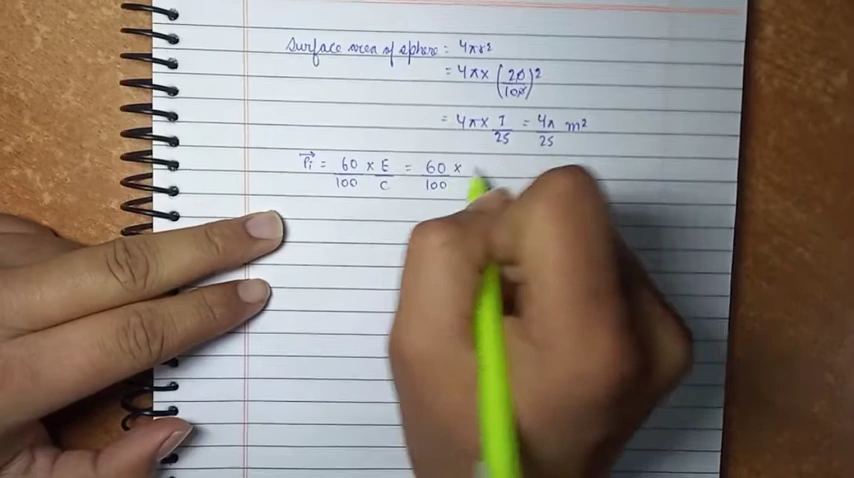 Surface area of sphere = 4πr²
= 4π × (20/100)²
= 4π × 1/25 = 4π/25 m²
P⃗i = 60/100 × E/C = 60/100 ×